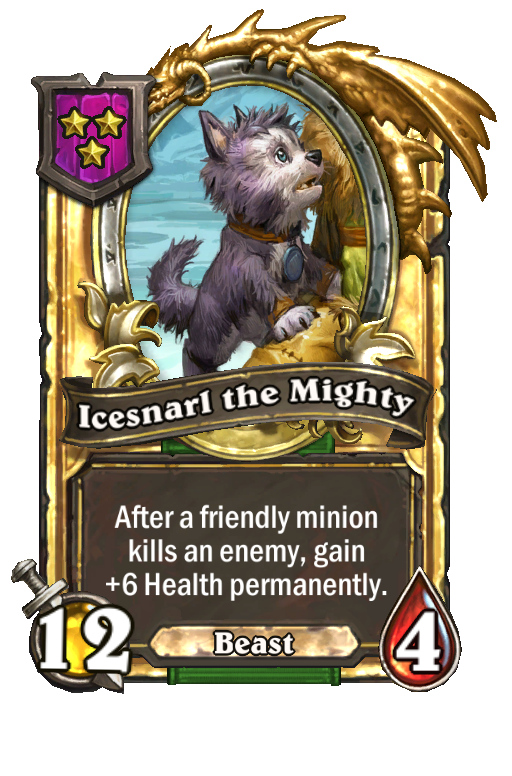 Icesnarl the Mighty
After a friendly minion
kills an enemy, gain
+6 Health permanently.
12
Beast
4